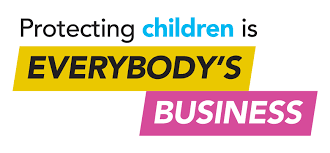 Protecting children is
EVERYBODY'S
BUSINESS